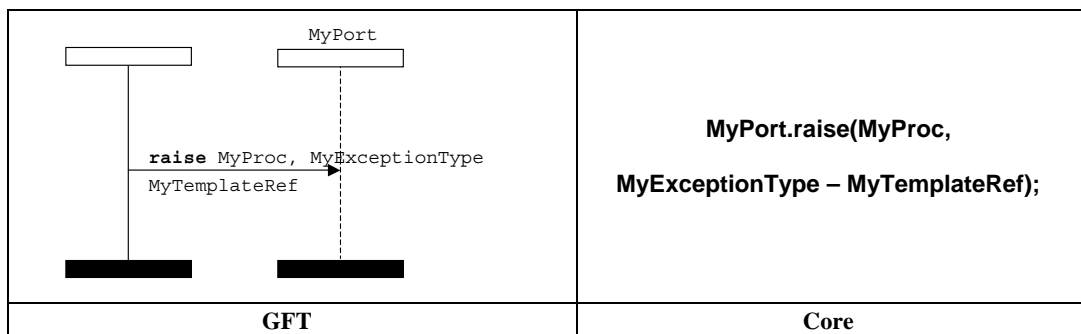 MyPort
raise MyProc, MyExceptionType
MyTemplateRef
MyPort.raise(MyProc,
MyExceptionType – MyTemplateRef);
GFT
Core